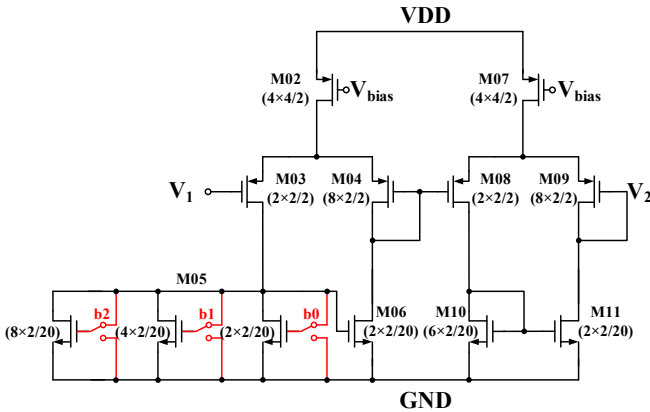 VDD
M02
(4×4/2)
Vbias
M07
(4×4/2)
Vbias
V1
M03
(2×2/2)
M04
(8×2/2)
M08
(2×2/2)
M09
(8×2/2)
V2
M05
b2
b1
b0
(8×2/20)
(4×2/20)
(2×2/20)
M06
(2×2/20)
M10
(6×2/20)
M11
(2×2/20)
GND